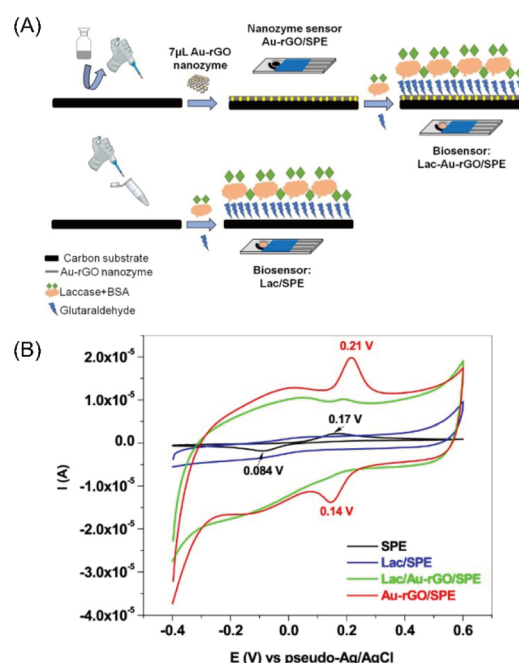 (A)
7μL Au-rGO
nanozyme
Nanozyme sensor
Au-rGO/SPE
Biosensor:
Lac-Au-rGO/SPE
Biosensor:
Lac/SPE
Carbon substrate
Au-rGO nanozyme
Laccase+BSA
Glutaraldehyde
(B)
I (A)
2.0x10⁻⁵
1.0x10⁻⁵
0.0
-1.0x10⁻⁵
-2.0x10⁻⁵
-3.0x10⁻⁵
-4.0x10⁻⁵
0.21 V
0.17 V
0.084 V
0.14 V
SPE
Lac/SPE
Lac/Au-rGO/SPE
Au-rGO/SPE
-0.4 -0.2 0.0 0.2 0.4 0.6
E (V) vs pseudo-Ag/AgCl